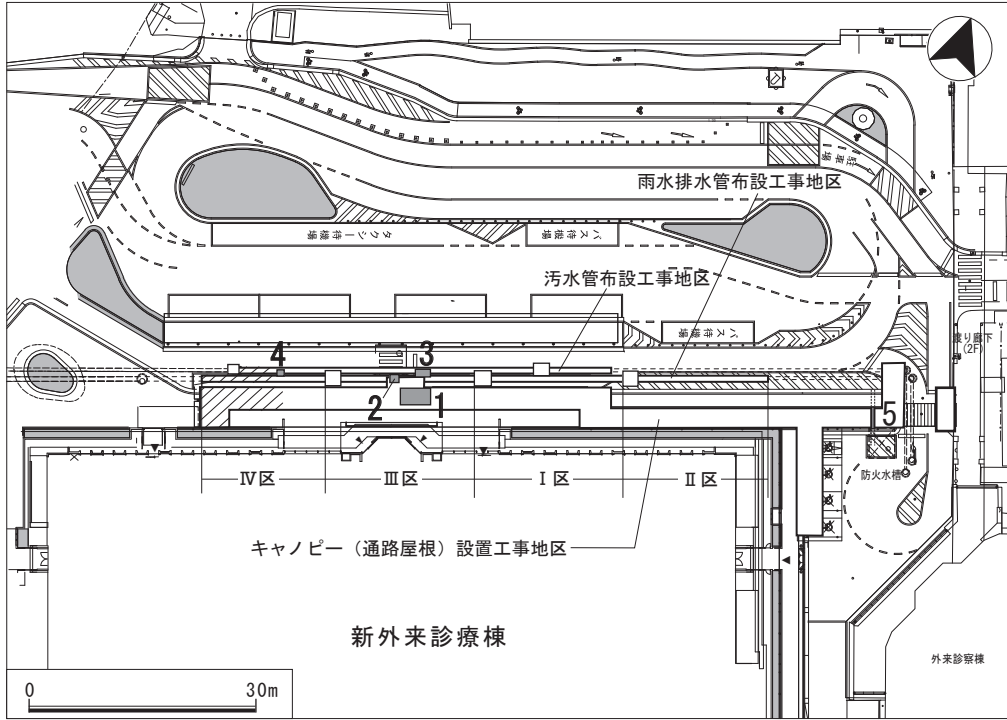 駐車場
雨水排水管布設工事地区
タクシー待機場
バス待機場
汚水管布設工事地区
バス待機場
渡り廊下
(2F)
4
3
2
1
5
防火水槽
Ⅳ区
Ⅲ区
Ⅰ区
Ⅱ区
キャノピー（通路屋根）設置工事地区
新外来診療棟
外来診察棟
0
30m